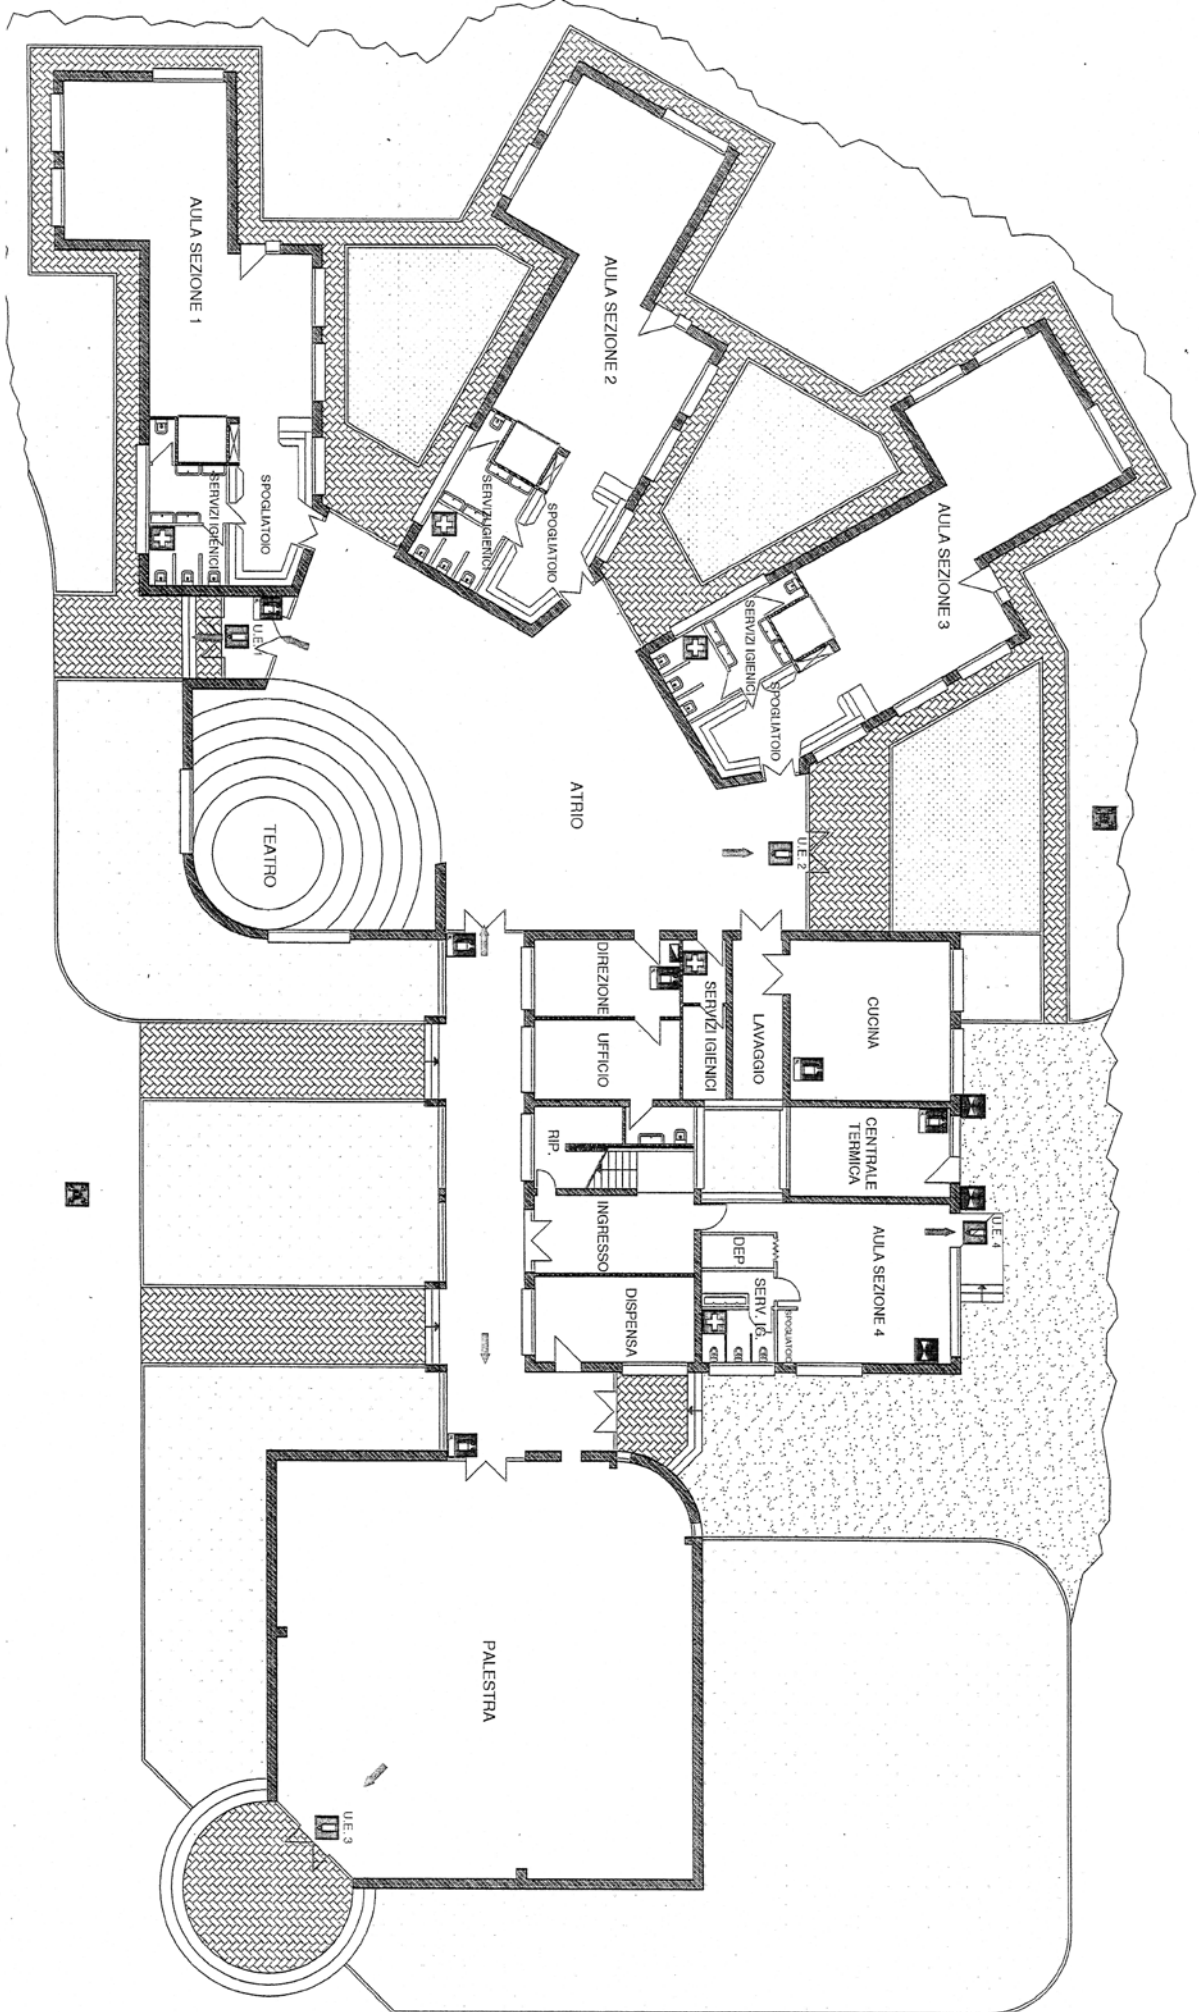 AULA SEZIONE 1
SPOGLIATOIO
SERVIZI IGIENICI
U.E.
AULA SEZIONE 2
SPOGLIATOIO
SERVIZI IGIENICI
AULA SEZIONE 3
SERVIZI IGIENICI
SPOGLIATOIO
ATRIO
TEATRO
U.E. 2
DIREZIONE
SERVIZI IGIENICI
LAVAGGIO
CUCINA
UFFICIO
RIP.
CENTRALE
TERMICA
INGRESSO
DEP
AULA SEZIONE 4
U.E. 4
SERV. IG.
SPOGLIATOIO
DISPENSA
PALESTRA
U.E. 3